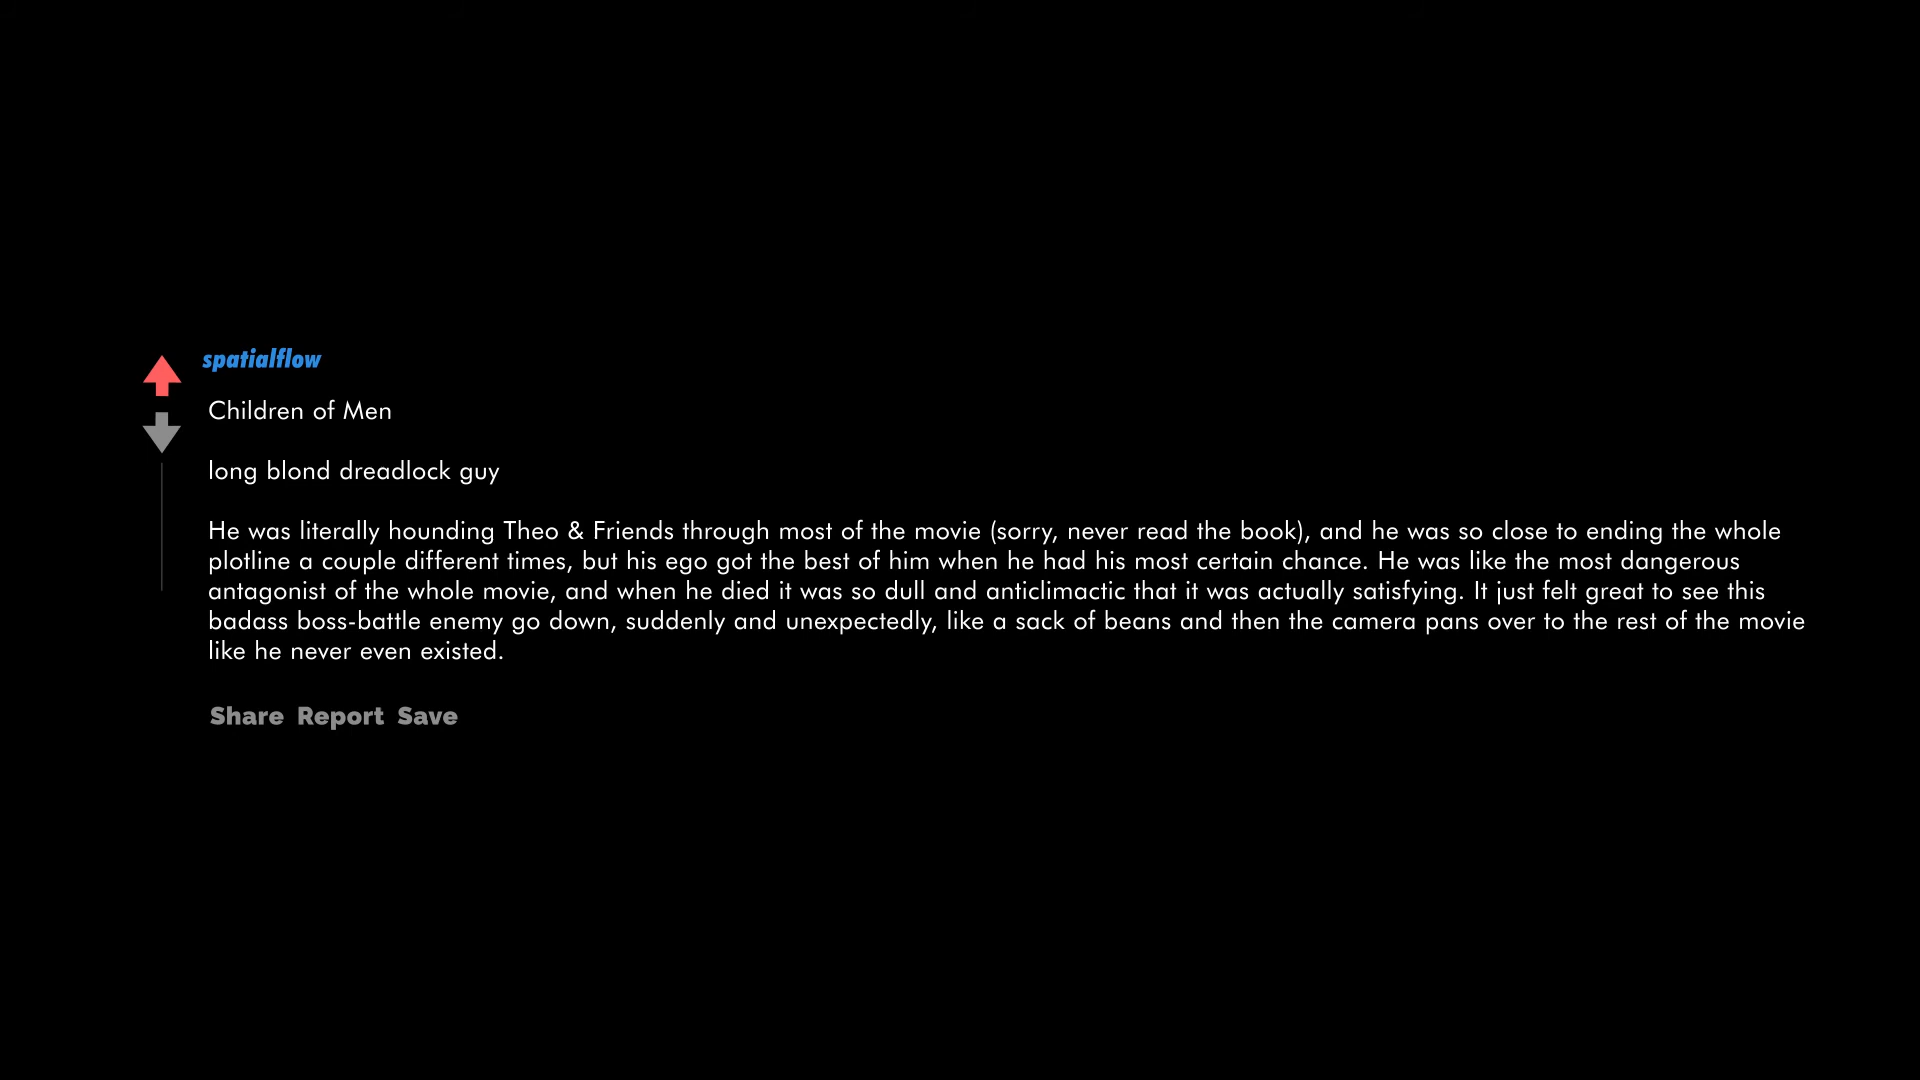 spatialflow
Children of Men
long blond dreadlock guy
He was literally hounding Theo & Friends through most of the movie (sorry, never read the book), and he was so close to ending the whole
plotline a couple different times, but his ego got the best of him when he had his most certain chance. He was like the most dangerous
antagonist of the whole movie, and when he died it was so dull and anticlimactic that it was actually satisfying. It just felt great to see this
badass boss-battle enemy go down, suddenly and unexpectedly, like a sack of beans and then the camera pans over to the rest of the movie
like he never even existed.
Share Report Save